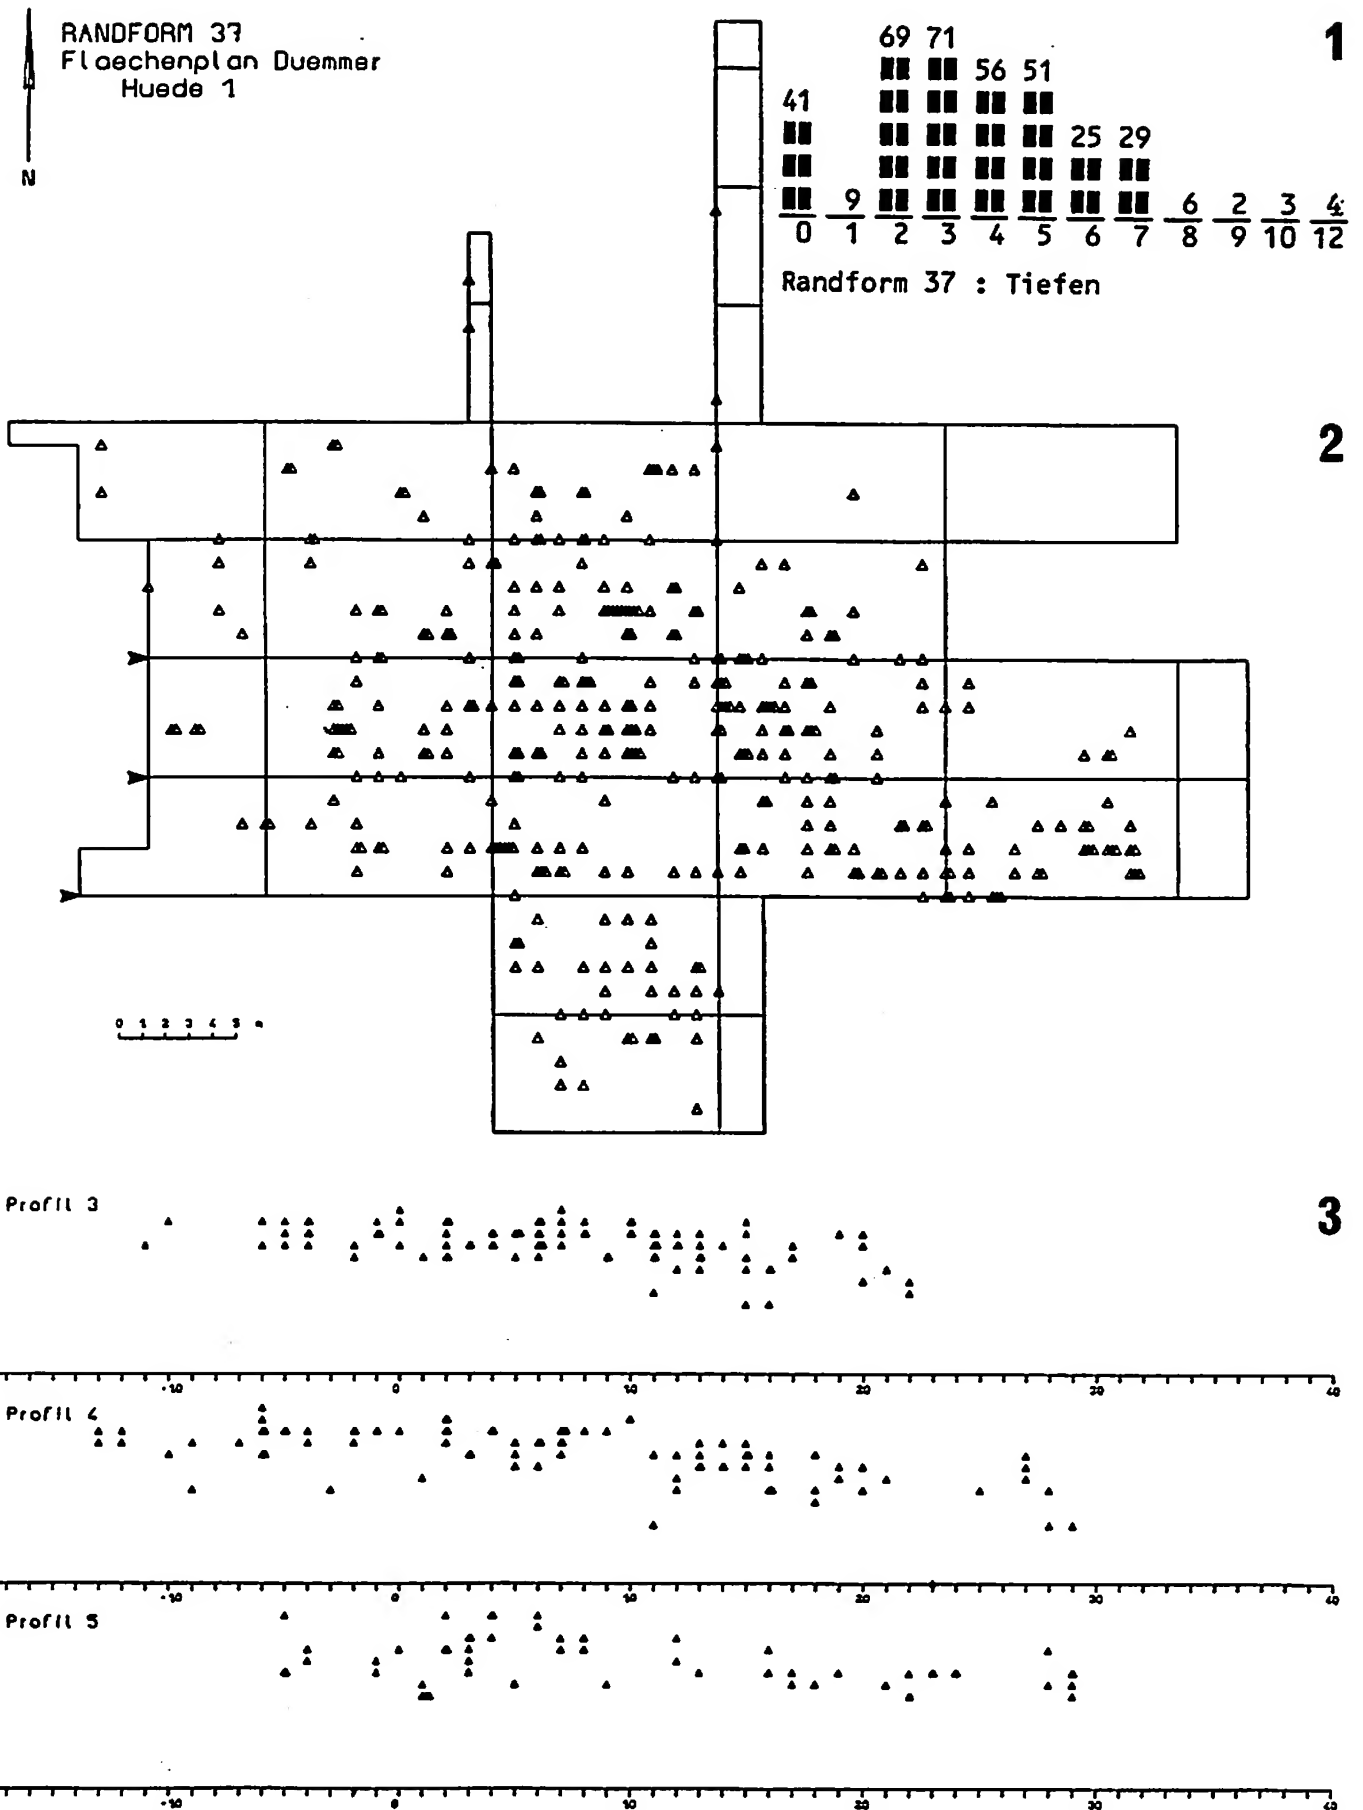 RANDFORM 37
Flaechenplan Duemmer
Huede 1
N
1
69 71
56 51
41
25 29
9 6 2 3 4
0 1 2 3 4 5 6 7 8 9 10 12
Randform 37 : Tiefen
2
0 1 2 3 4 5 m
Profil 3
3
-10 0 10 20 30 40
Profil 4
-10 0 10 20 30 40
Profil 5
-10 0 10 20 30 40